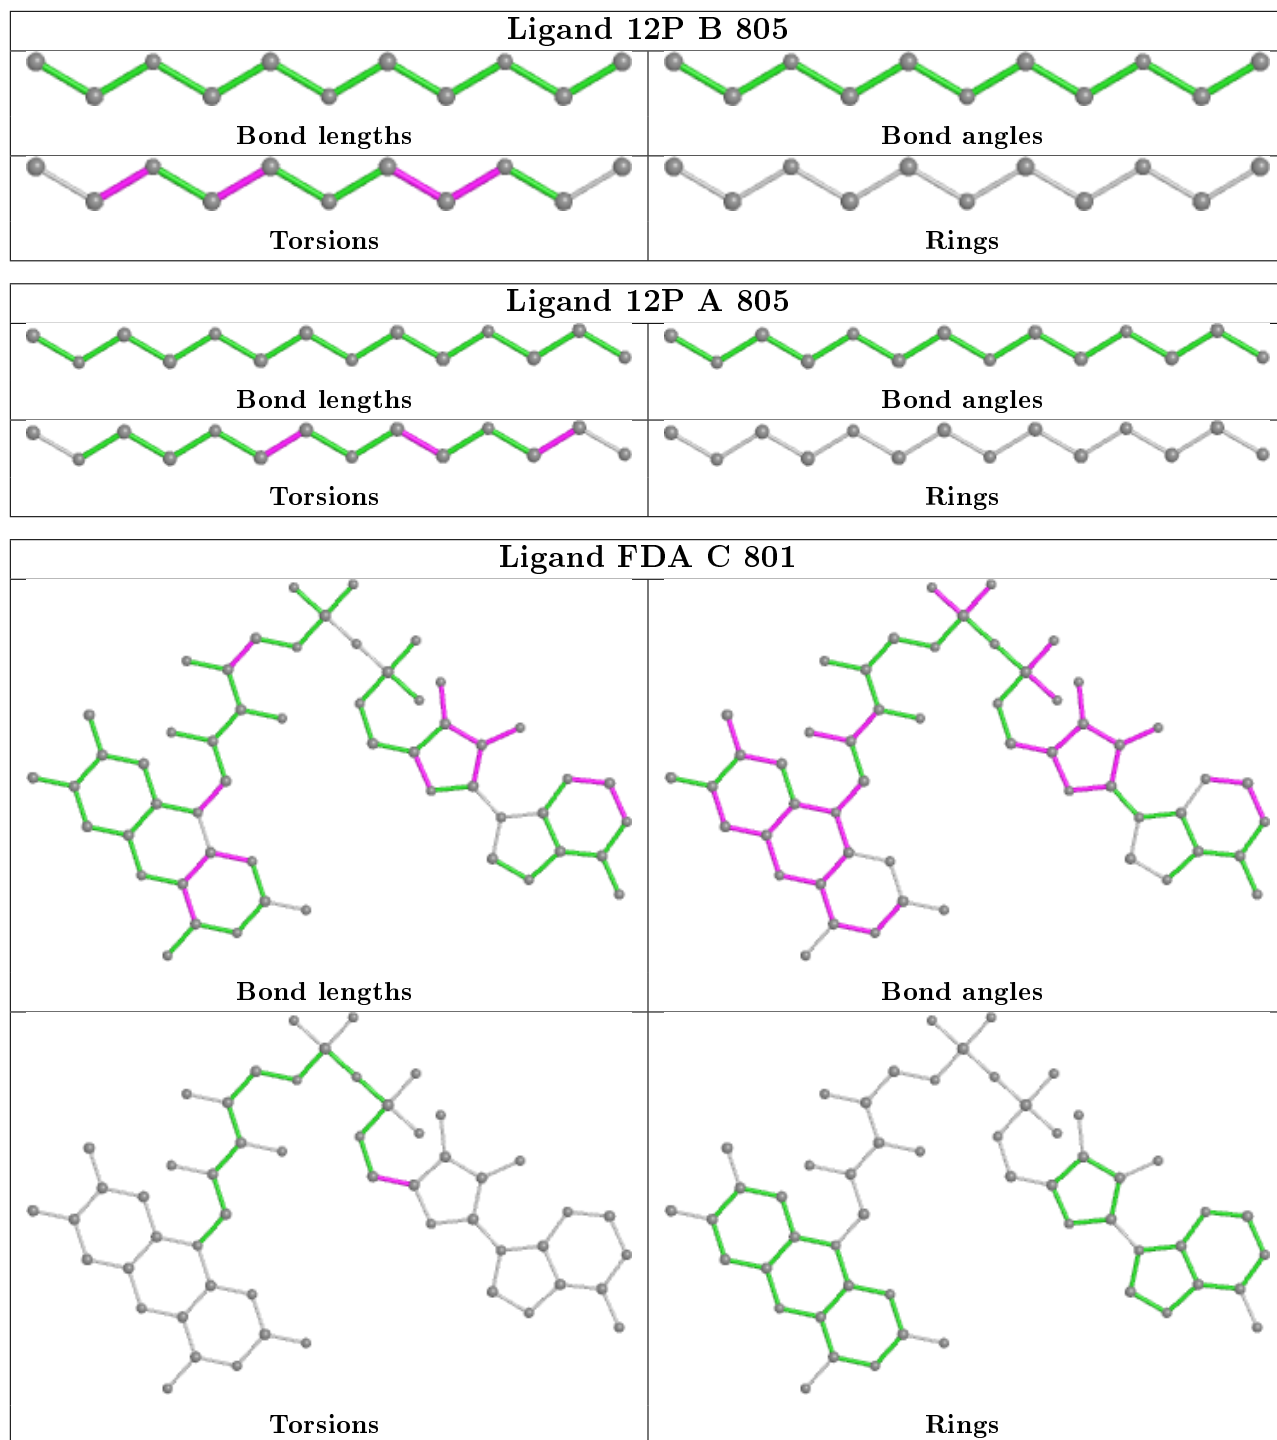 Ligand 12P B 805
Bond lengths
Bond angles
Torsions
Rings
Ligand 12P A 805
Bond lengths
Bond angles
Torsions
Rings
Ligand FDA C 801
Bond lengths
Bond angles
Torsions
Rings